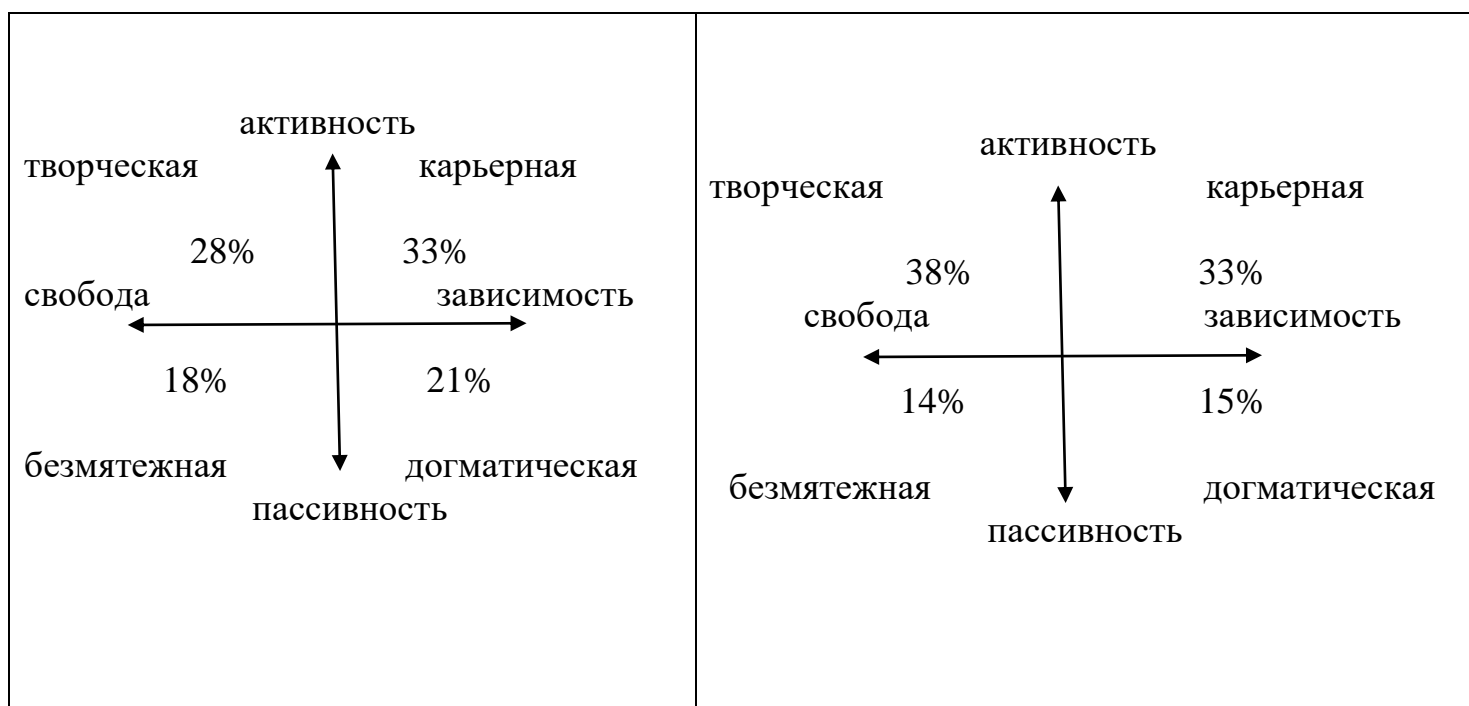 активность
творческая карьерная
28% 33%
свобода зависимость
18% 21%
безмятежная догматическая
пассивность
активность
творческая карьерная
38% 33%
свобода зависимость
14% 15%
безмятежная догматическая
пассивность